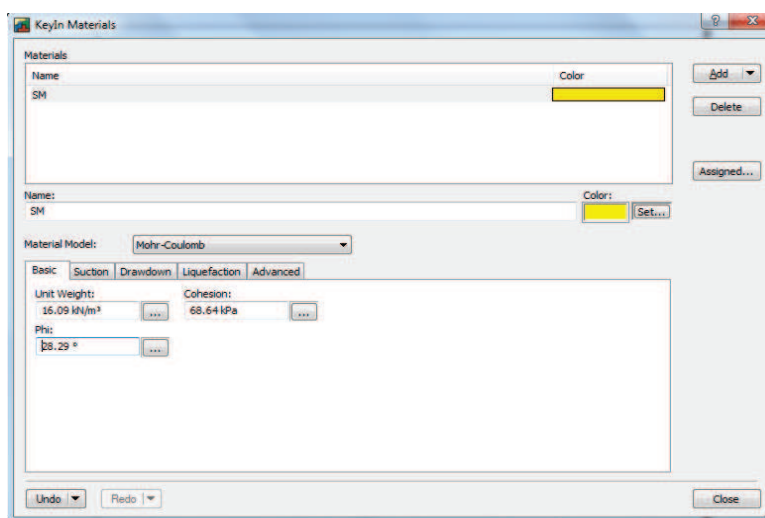 KeyIn Materials
Materials
Name Color
SM
Add
Delete
Assigned...
Name: Color:
SM Set...
Material Model: Mohr-Coulomb
Basic Suction Drawdown Liquefaction Advanced
Unit Weight: Cohesion:
16.09 kN/m³ ... 68.64 kPa ...
Phi:
28.29 ° ...
Undo Redo Close